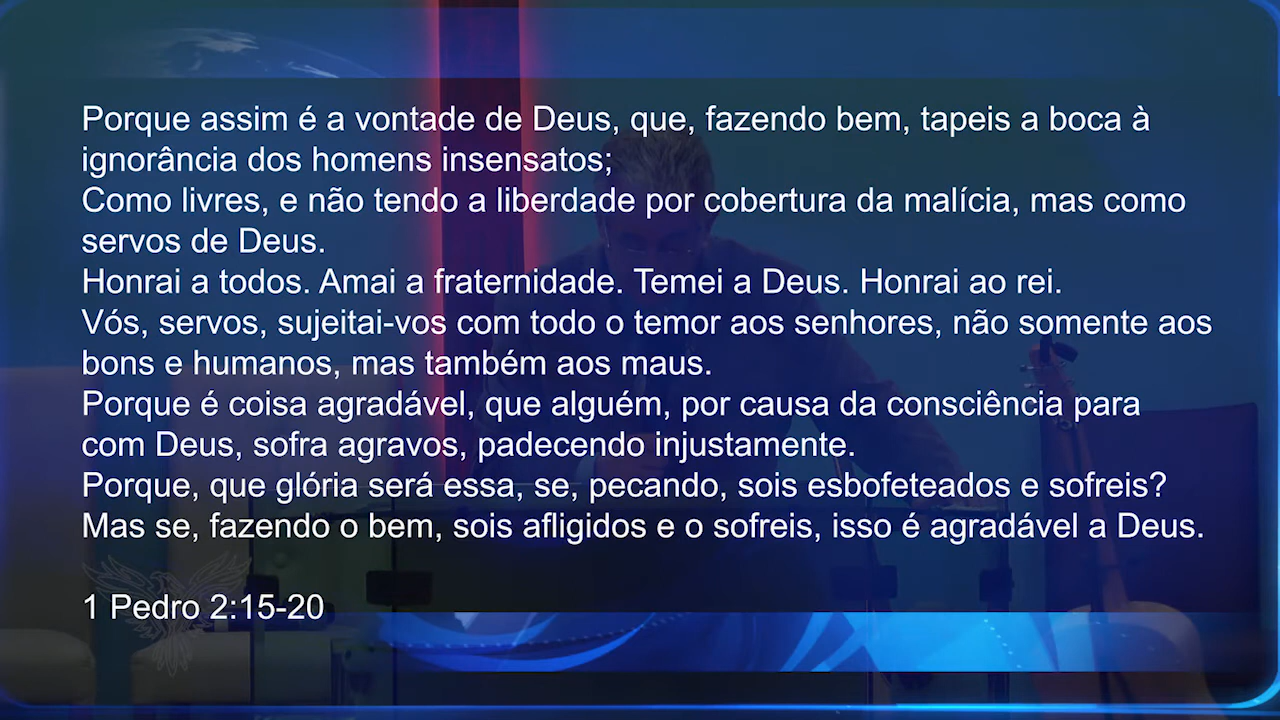 Porque assim é a vontade de Deus, que, fazendo bem, tapeis a boca à
ignorância dos homens insensatos;
Como livres, e não tendo a liberdade por cobertura da malícia, mas como
servos de Deus.
Honrai a todos. Amai a fraternidade. Temei a Deus. Honrai ao rei.
Vós, servos, sujeitai-vos com todo o temor aos senhores, não somente aos
bons e humanos, mas também aos maus.
Porque é coisa agradável, que alguém, por causa da consciência para
com Deus, sofra agravos, padecendo injustamente.
Porque, que glória será essa, se, pecando, sois esbofeteados e sofreis?
Mas se, fazendo o bem, sois afligidos e o sofreis, isso é agradável a Deus.
1 Pedro 2:15-20